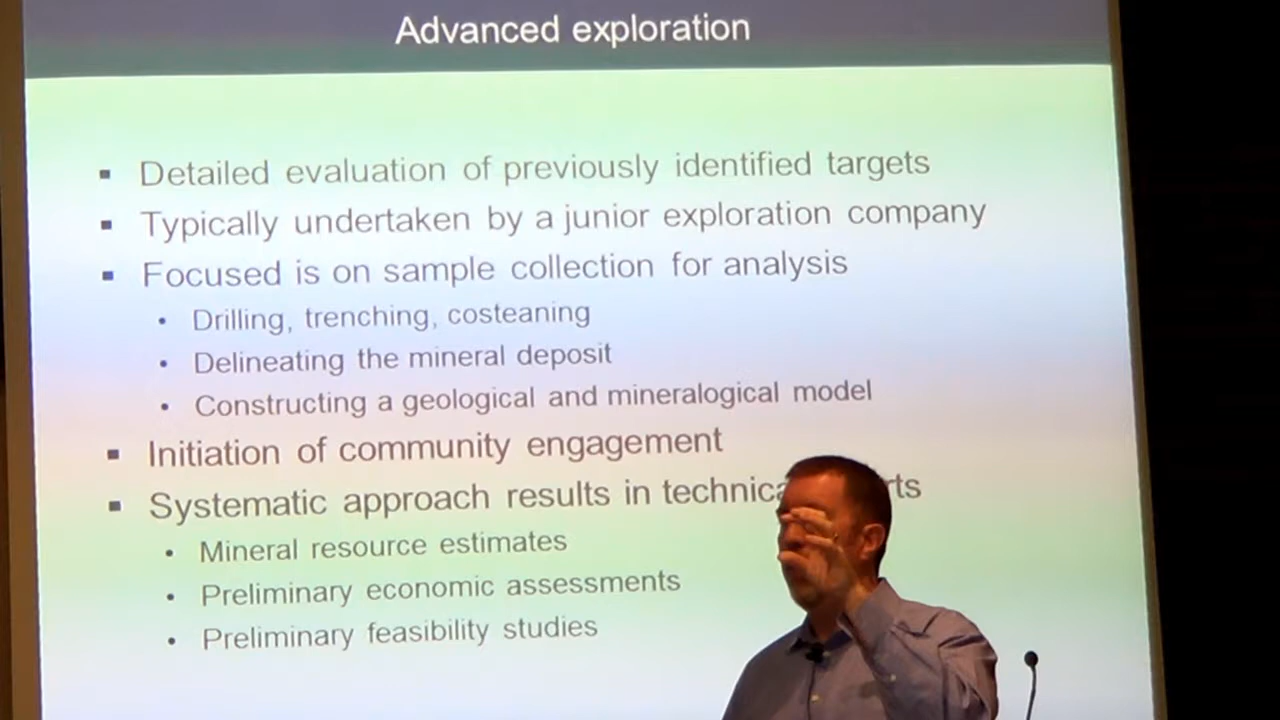 Advanced exploration
▪ Detailed evaluation of previously identified targets
▪ Typically undertaken by a junior exploration company
▪ Focused is on sample collection for analysis
• Drilling, trenching, costeaning
• Delineating the mineral deposit
• Constructing a geological and mineralogical model
▪ Initiation of community engagement
▪ Systematic approach results in
• Mineral resource estimates
• Preliminary economic assessments
• Preliminary feasibility studies